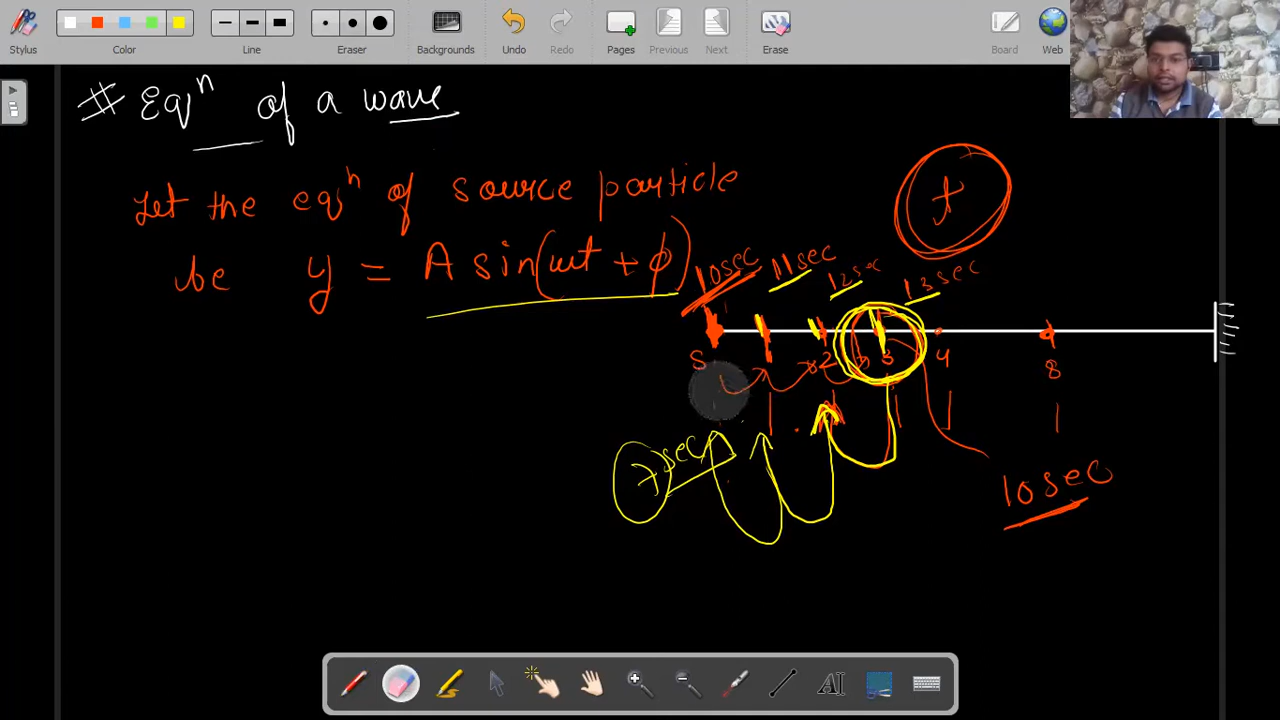 Stylus
Color
Line
Eraser
Backgrounds
Undo
Redo
Pages
Previous
Next
Erase
Board
Web
# Eqⁿ of a wave
Let the eqⁿ of source particle
be y = A sin(ωt + φ)
t
10sec 11sec 12sec 13sec
S 2 3 4 8
7sec
10sec
AI